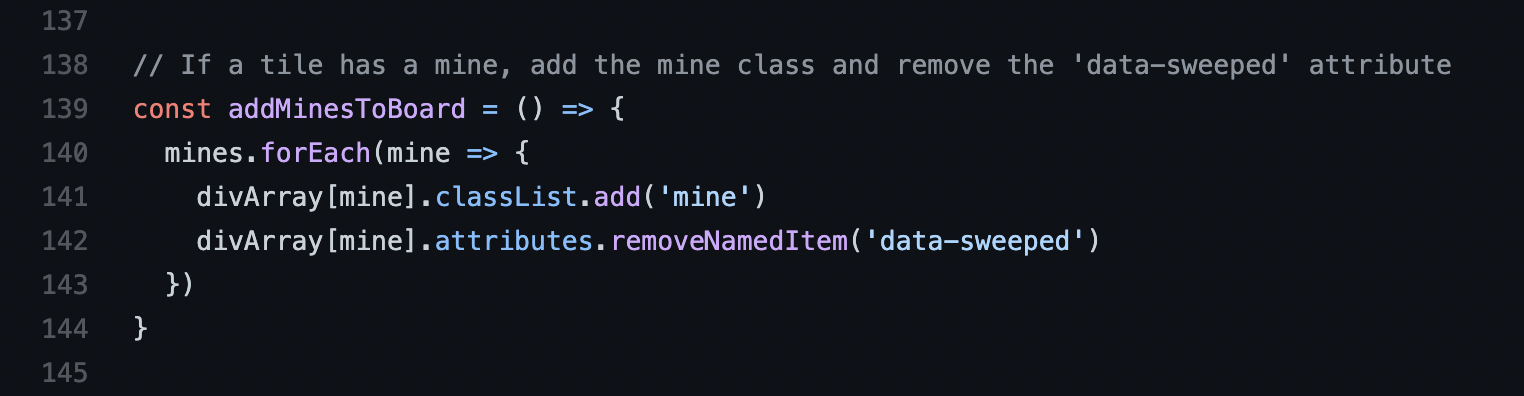 137
138 // If a tile has a mine, add the mine class and remove the 'data-sweeped' attribute
139 const addMinesToBoard = () => {
140   mines.forEach(mine => {
141     divArray[mine].classList.add('mine')
142     divArray[mine].attributes.removeNamedItem('data-sweeped')
143   })
144 }
145